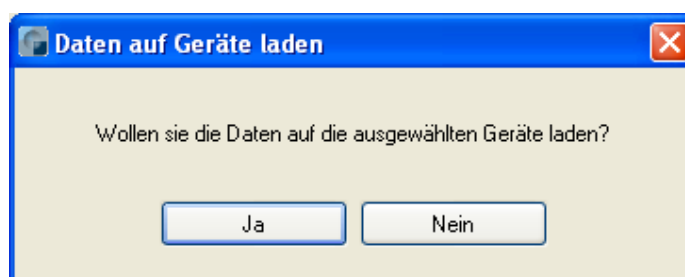 Daten auf Geräte laden
Wollen sie die Daten auf die ausgewählten Geräte laden?
Ja
Nein